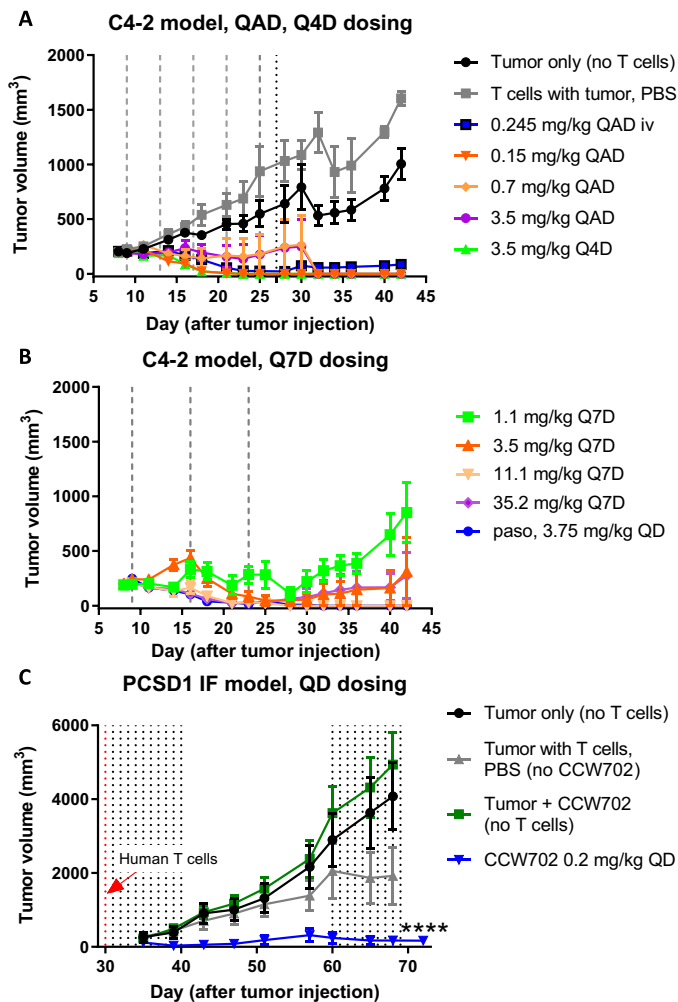 A
C4-2 model, QAD, Q4D dosing
Tumor volume (mm3)
2000
1500
1000
500
0
5 10 15 20 25 30 35 40 45
Day (after tumor injection)
Tumor only (no T cells)
T cells with tumor, PBS
0.245 mg/kg QAD iv
0.15 mg/kg QAD
0.7 mg/kg QAD
3.5 mg/kg QAD
3.5 mg/kg Q4D
B
C4-2 model, Q7D dosing
Tumor volume (mm3)
2000
1500
1000
500
0
5 10 15 20 25 30 35 40 45
Day (after tumor injection)
1.1 mg/kg Q7D
3.5 mg/kg Q7D
11.1 mg/kg Q7D
35.2 mg/kg Q7D
paso, 3.75 mg/kg QD
C
PCSD1 IF model, QD dosing
Tumor volume (mm3)
6000
4000
2000
0
Human T cells
****
30 40 50 60 70
Day (after tumor injection)
Tumor only (no T cells)
Tumor with T cells,
PBS (no CCW702)
Tumor + CCW702
(no T cells)
CCW702 0.2 mg/kg QD